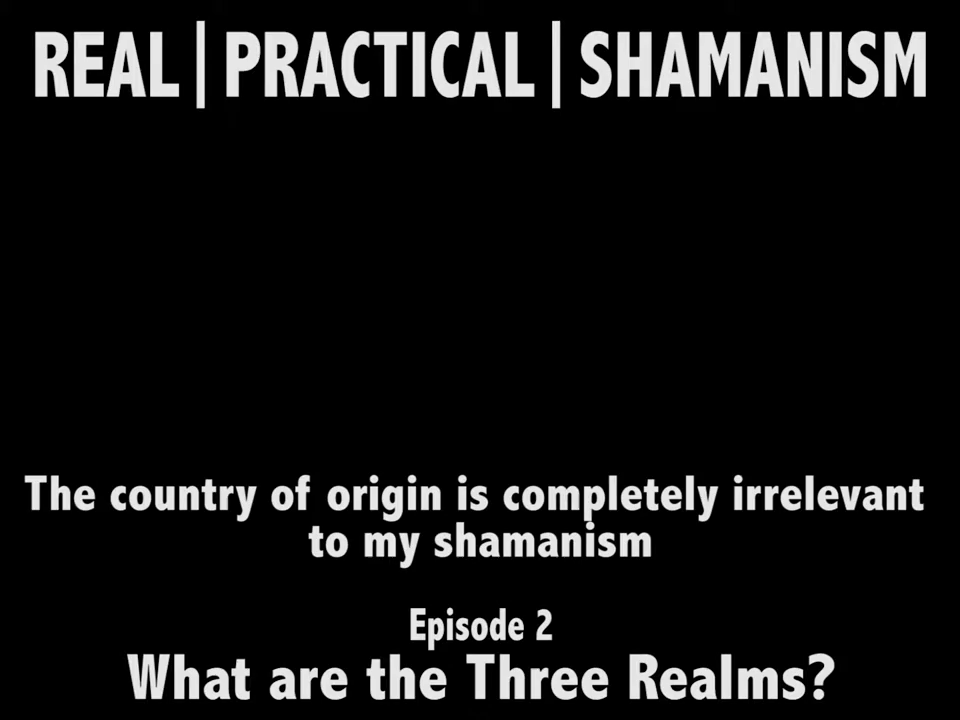 REAL|PRACTICAL|SHAMANISM
The country of origin is completely irrelevant
to my shamanism
Episode 2
What are the Three Realms?